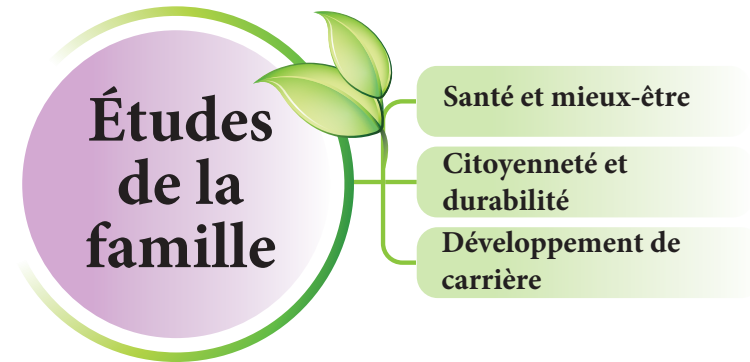 Études
de la
famille
Santé et mieux-être
Citoyenneté et
durabilité
Développement de
carrière